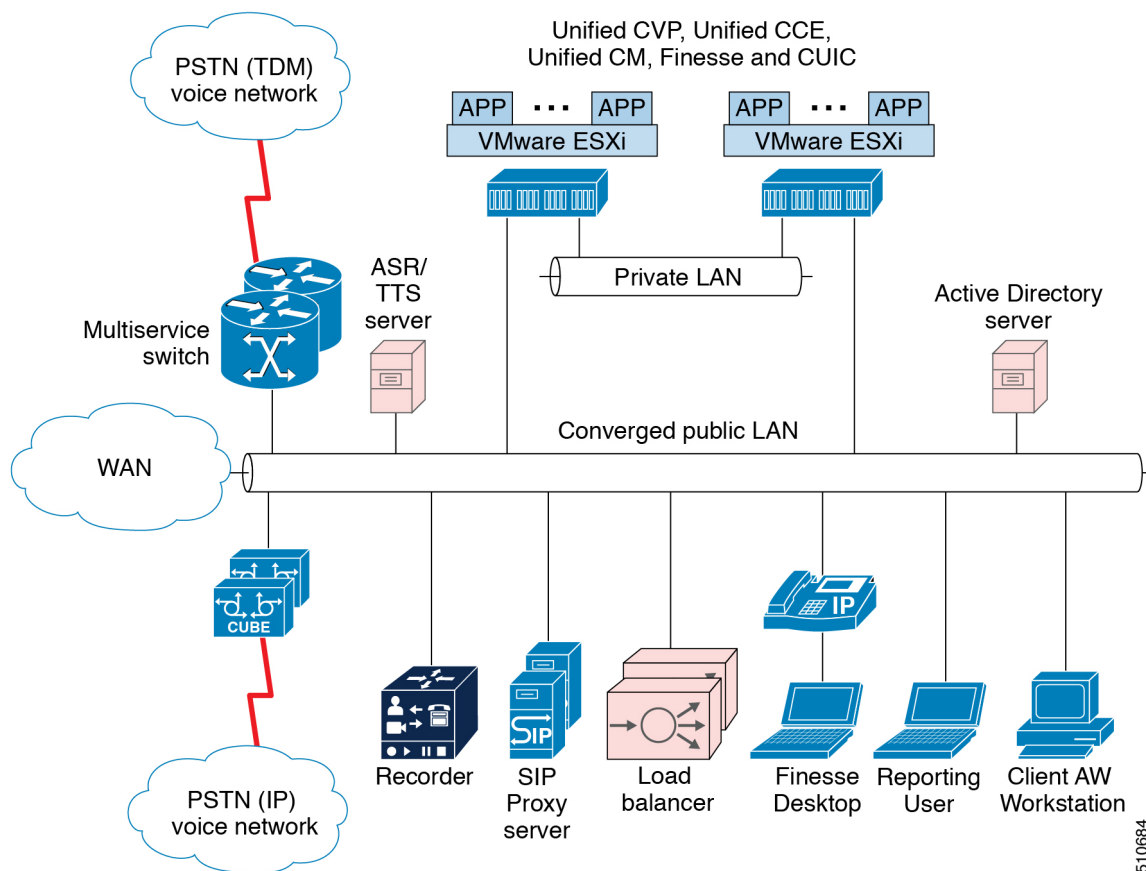 PSTN (TDM)
voice network
Unified CVP, Unified CCE,
Unified CM, Finesse and CUIC
APP ... APP
VMware ESXi
APP ... APP
VMware ESXi
Private LAN
ASR/
TTS
server
Multiservice
switch
Active Directory
server
Converged public LAN
WAN
CUBE
IP
SIP
Recorder
SIP
Proxy
server
Load
balancer
Finesse
Desktop
Reporting
User
Client AW
Workstation
PSTN (IP)
voice network
510684